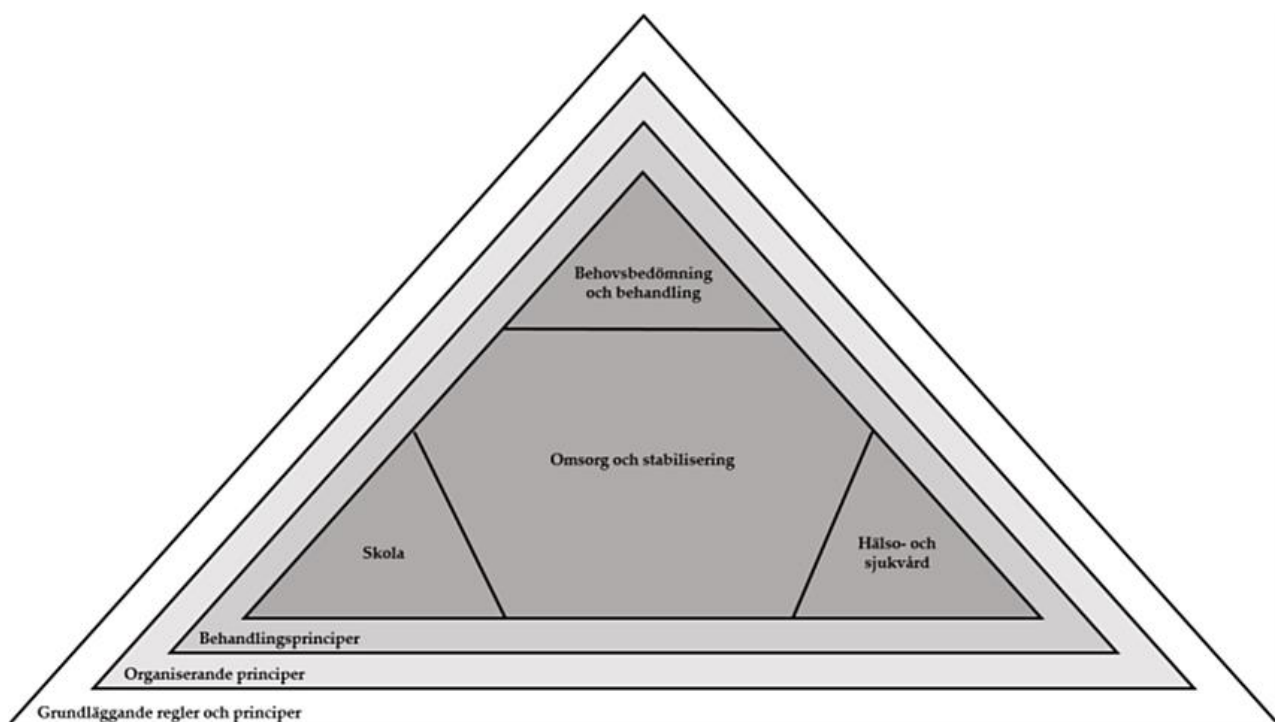 Behovsbedömning
och behandling
Omsorg och stabilisering
Skola
Hälso- och
sjukvård
Behandlingsprinciper
Organiserande principer
Grundläggande regler och principer